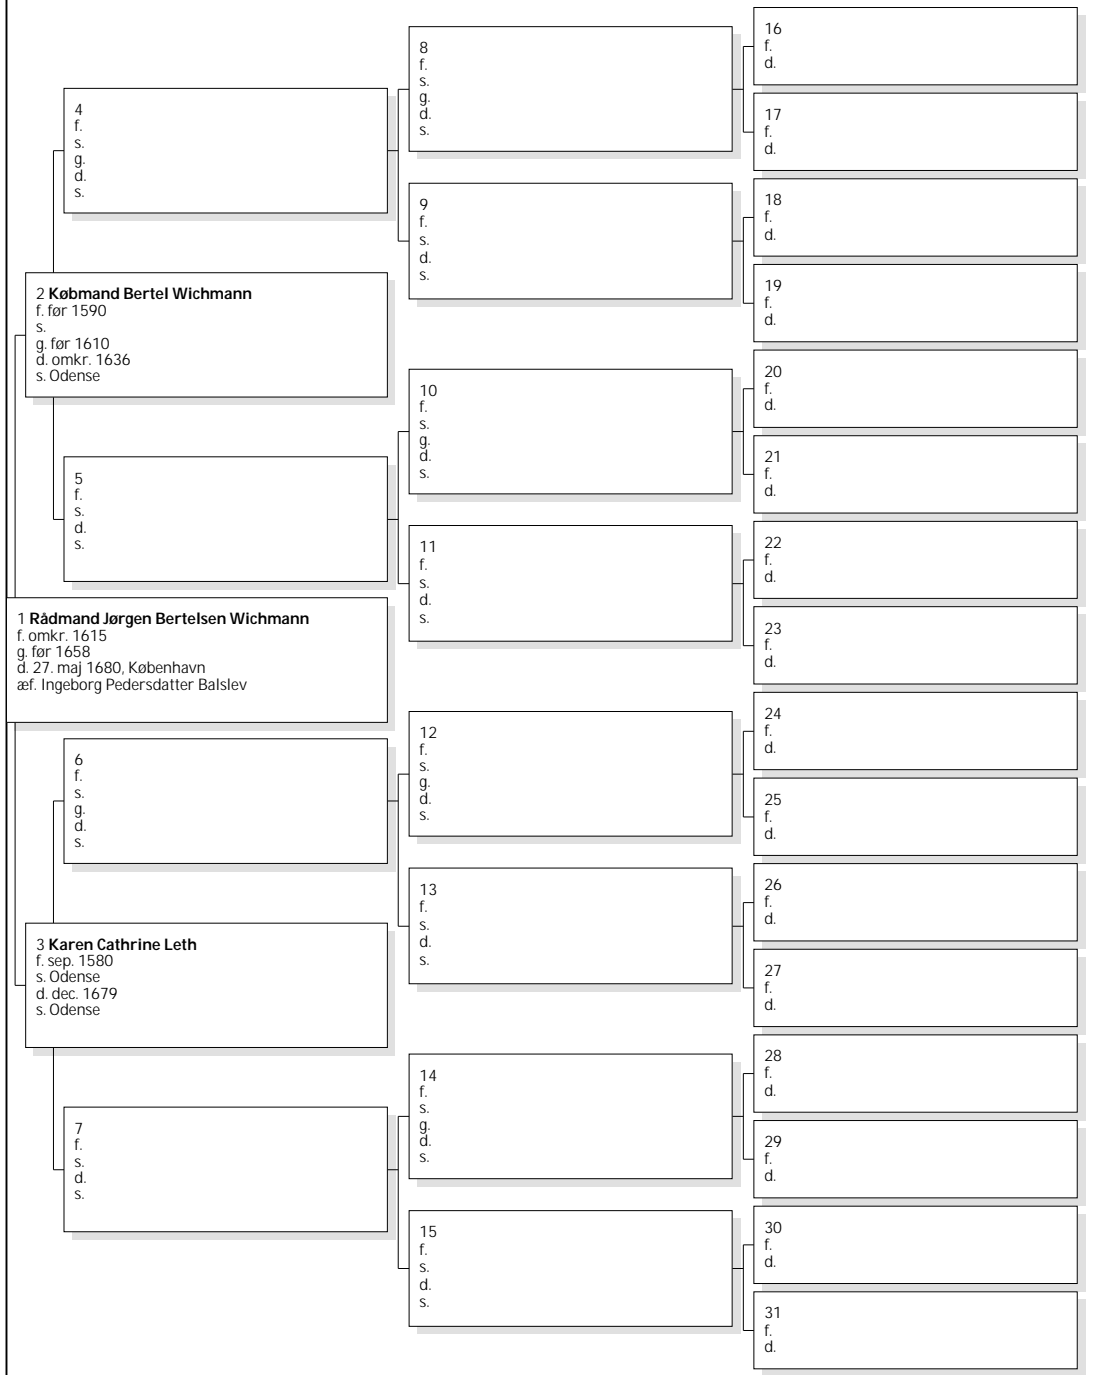 1 Rådmand Jørgen Bertelsen Wichmann
f. omkr. 1615
g. før 1658
d. 27. maj 1680, København
æf. Ingeborg Pedersdatter Balslev
2 Købmand Bertel Wichmann
f. før 1590
s.
g. før 1610
d. omkr. 1636
s. Odense
3 Karen Cathrine Leth
f. sep. 1580
s. Odense
d. dec. 1679
s. Odense
4
f.
s.
g.
d.
s.
5
f.
s.
d.
s.
6
f.
s.
g.
d.
s.
7
f.
s.
d.
s.
8
f.
s.
g.
d.
s.
9
f.
s.
d.
s.
10
f.
s.
g.
d.
s.
11
f.
s.
d.
s.
12
f.
s.
g.
d.
s.
13
f.
s.
d.
s.
14
f.
s.
g.
d.
s.
15
f.
s.
d.
s.
16
f.
d.
17
f.
d.
18
f.
d.
19
f.
d.
20
f.
d.
21
f.
d.
22
f.
d.
23
f.
d.
24
f.
d.
25
f.
d.
26
f.
d.
27
f.
d.
28
f.
d.
29
f.
d.
30
f.
d.
31
f.
d.